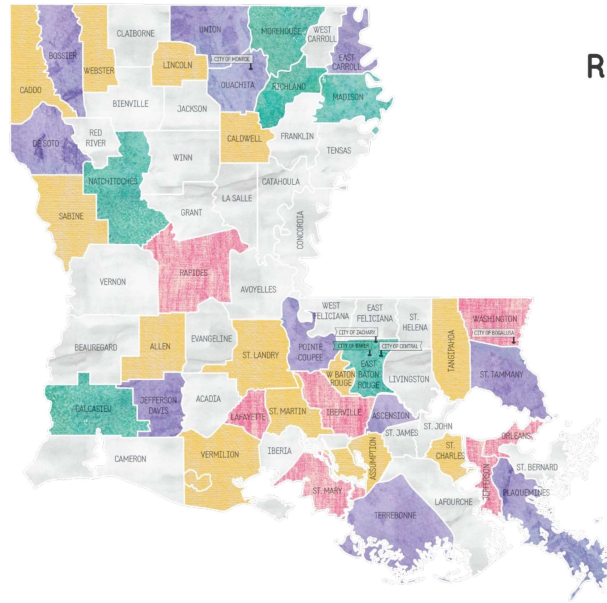 R
CLAIBORNE
UNION
MOREHOUSE
WEST
CARROLL
EAST
CARROLL
BOSSIER
WEBSTER
LINCOLN
CITY OF MONROE
OUACHITA
RICHLAND
MADISON
CADDO
BIENVILLE
JACKSON
CALDWELL
FRANKLIN
TENSAS
DE SOTO
RED
RIVER
WINN
NATCHITOCHES
CATAHOULA
LA SALLE
SABINE
GRANT
CONCORDIA
RAPIDES
VERNON
AVOYELLES
WEST
FELICIANA
EAST
FELICIANA
ST.
HELENA
WASHINGTON
CITY OF BOGALUSA
CITY OF ZACHARY
CITY OF BAKER
CITY OF CENTRAL
BEAUREGARD
ALLEN
EVANGELINE
ST. LANDRY
POINTE
COUPEE
W BATON
ROUGE
EAST
BATON
ROUGE
LIVINGSTON
TANGIPAHOA
ST. TAMMANY
CALCASIEU
JEFFERSON
DAVIS
ACADIA
LAFAYETTE
ST. MARTIN
IBERVILLE
ASCENSION
ST. JAMES
ST. JOHN
ORLEANS
CAMERON
VERMILION
IBERIA
ASSUMPTION
ST.
CHARLES
JEFFERSON
ST. BERNARD
PLAQUEMINES
ST. MARY
TERREBONNE
LAFOURCHE